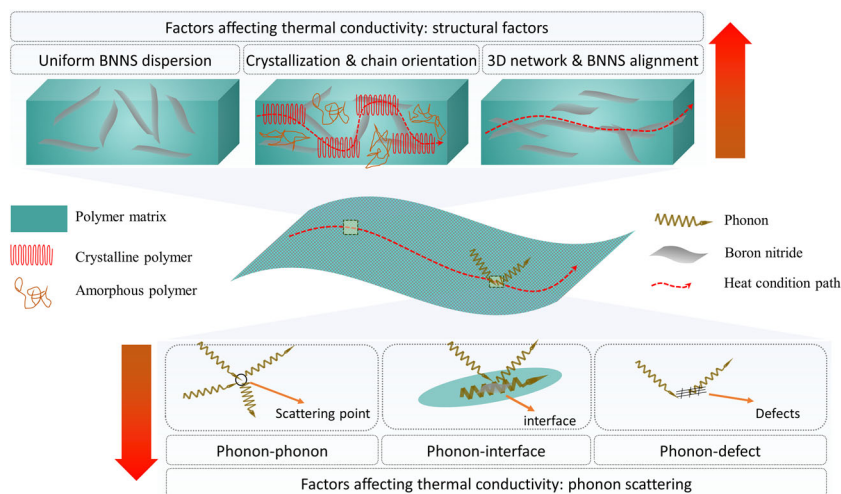 Factors affecting thermal conductivity: structural factors
Uniform BNNS dispersion
Crystallization & chain orientation
3D network & BNNS alignment
Polymer matrix
Crystalline polymer
Amorphous polymer
Phonon
Boron nitride
Heat condition path
Scattering point
interface
Defects
Phonon-phonon
Phonon-interface
Phonon-defect
Factors affecting thermal conductivity: phonon scattering